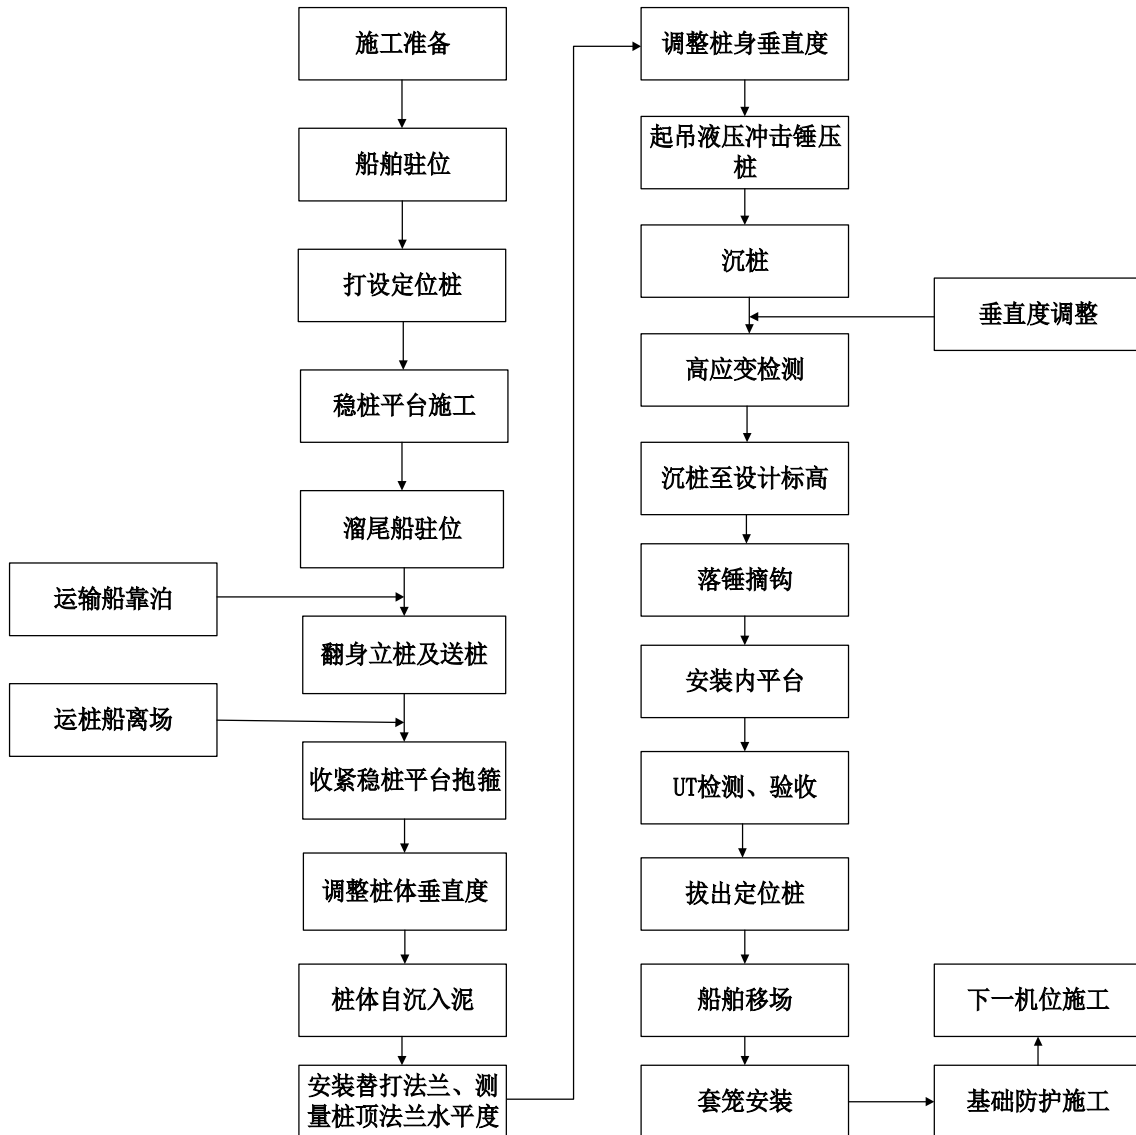 施工准备
船舶驻位
打设定位桩
稳桩平台施工
溜尾船驻位
运输船靠泊
翻身立桩及送桩
运桩船离场
收紧稳桩平台抱箍
调整桩体垂直度
桩体自沉入泥
安装替打法兰、测
量桩顶法兰水平度
调整桩身垂直度
起吊液压冲击锤压
桩
沉桩
垂直度调整
高应变检测
沉桩至设计标高
落锤摘钩
安装内平台
UT检测、验收
拔出定位桩
船舶移场
套笼安装
基础防护施工
下一机位施工